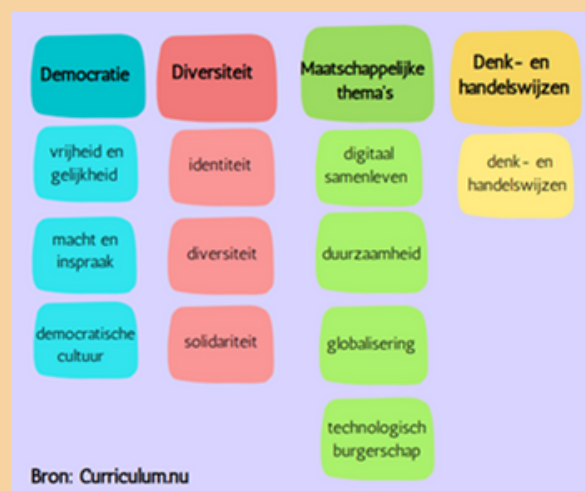 Democratie
vrijheid en
gelijkheid
macht en
inspraak
democratische
cultuur
Diversiteit
identiteit
diversiteit
solidariteit
Maatschappelijke
thema's
digitaal
samenleven
duurzaamheid
globalisering
technologisch
burgerschap
Denk- en
handelswijzen
denk- en
handelswijzen
Bron: Curriculum.nu